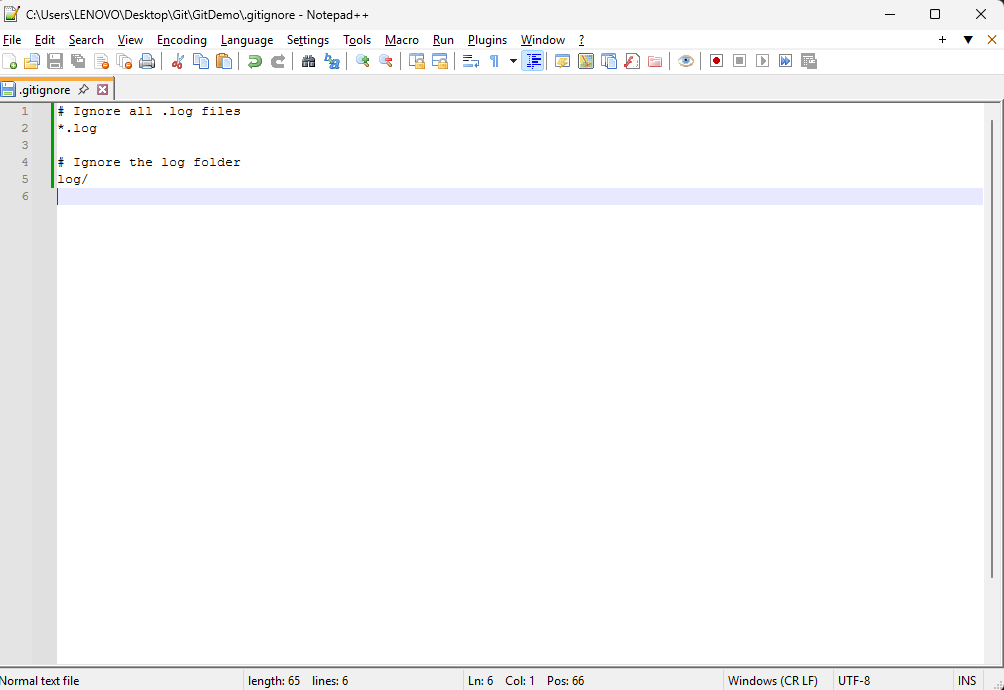 C:\Users\LENOVO\Desktop\Git\GitDemo\.gitignore - Notepad++
File Edit Search View Encoding Language Settings Tools Macro Run Plugins Window ?
.gitignore
1 # Ignore all .log files
2 *.log
3
4 # Ignore the log folder
5 log/
6
Normal text file length: 65 lines: 6 Ln: 6 Col: 1 Pos: 66 Windows (CR LF) UTF-8 INS